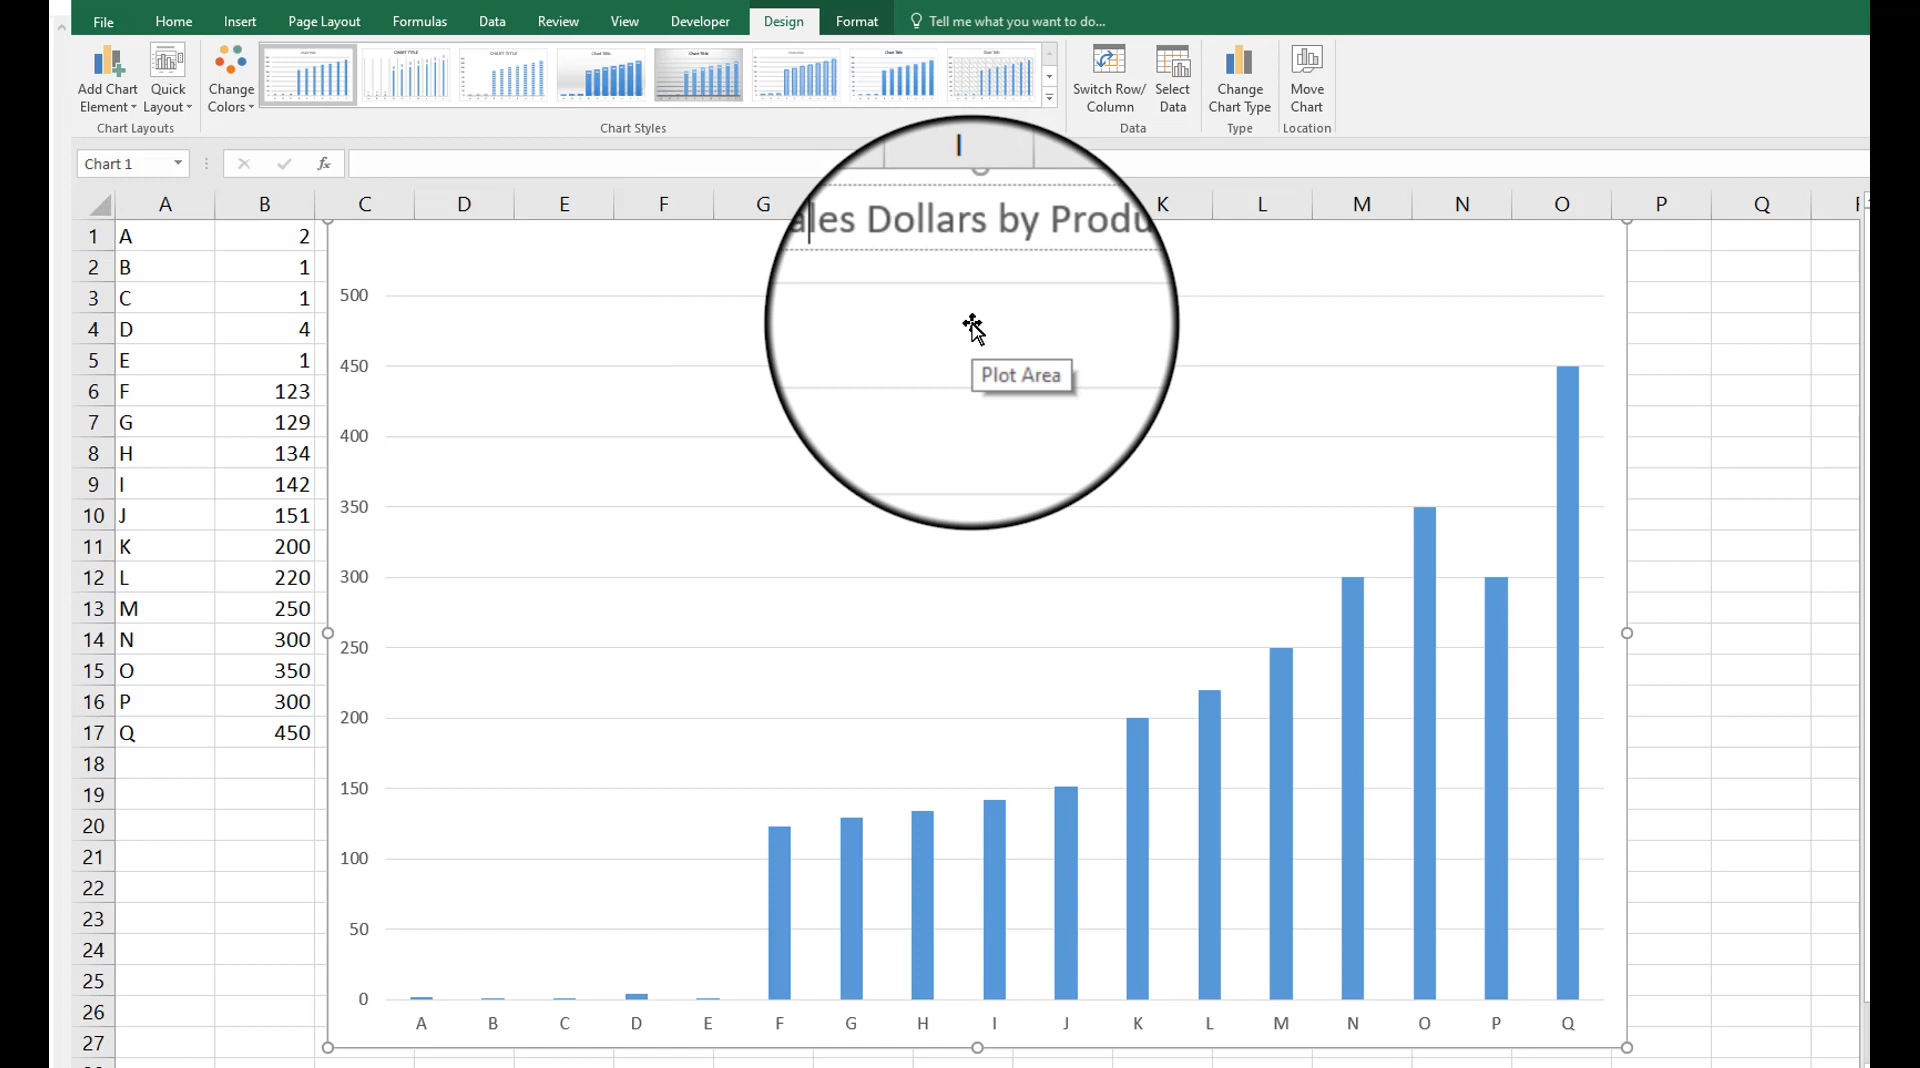 File Home Insert Page Layout Formulas Data Review View Developer Design Format Tell me what you want to do...
Add Chart Element Quick Layout Change Colors Switch Row/ Column Select Data Change Chart Type Move Chart
Chart Layouts Chart Styles Data Type Location
Chart 1 fx
I
A B C D E F G K L M N O P Q
ales Dollars by Produ
1 A 2
2 B 1
3 C 1
4 D 4
5 E 1
6 F 123
7 G 129
8 H 134
9 I 142
10 J 151
11 K 200
12 L 220
13 M 250
14 N 300
15 O 350
16 P 300
17 Q 450
18
19
20
21
22
23
24
25
26
27
500
450
400
350
300
250
200
150
100
50
0
Plot Area
A B C D E F G H I J K L M N O P Q